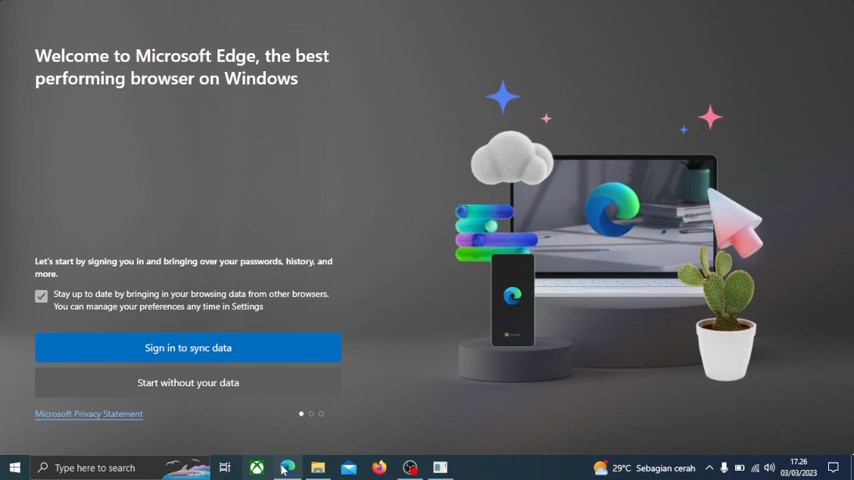 Welcome to Microsoft Edge, the best
performing browser on Windows
Let's start by signing you in and bringing over your passwords, history, and
more.
Stay up to date by bringing in your browsing data from other browsers.
You can manage your preferences any time in Settings
Sign in to sync data
Start without your data
Microsoft Privacy Statement
Type here to search
29°C Sebagian cerah
17.26
03/03/2023